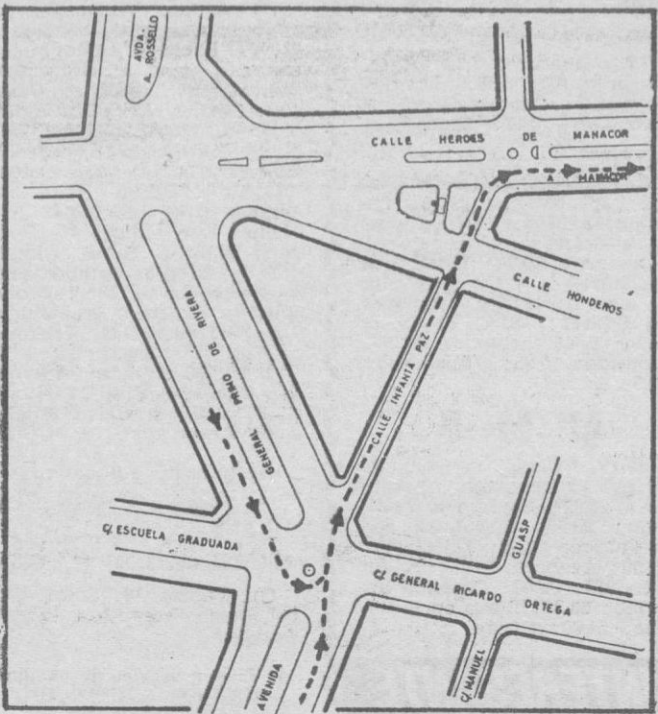 AVDA.
A. ROSSELLO
CALLE HEROES DE MANACOR
A MANACOR
CALLE HONDEROS
GENERAL PRIMO DE RIVERA
CALLE INFANTA PAZ
C/. ESCUELA GRADUADA
GUASP
C/. GENERAL RICARDO ORTEGA
C/. MANUEL
AVENIDA